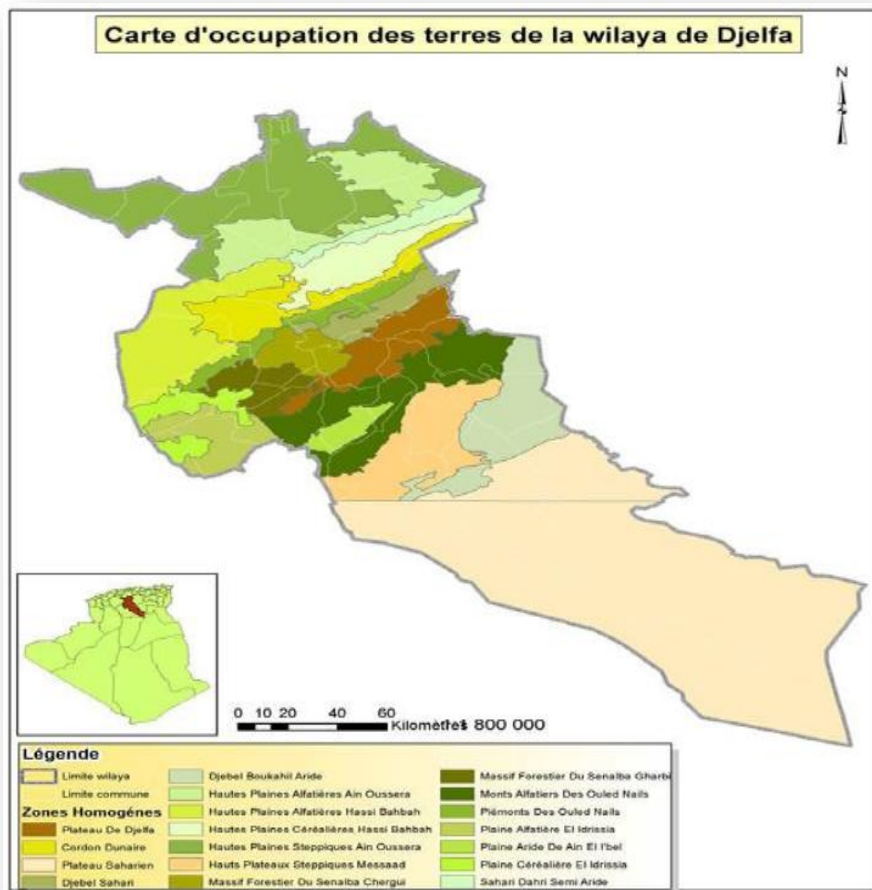 Carte d'occupation des terres de la wilaya de Djelfa
N
0 10 20 40 60
Kilomètres
1 800 000
Légende
Limite wilaya
Limite commune
Zones Homogénes
Plateau De Djelfa
Cordon Dunaire
Plateau Saharien
Djebel Sahari
Djebel Boukahil Aride
Hautes Plaines Alfatières Ain Oussera
Hautes Plaines Alfatières Hassi Bahbah
Hautes Plaines Céréalières Hassi Bahbah
Hautes Plaines Steppiques Ain Oussera
Hauts Plateaux Steppiques Messaad
Massif Forestier Du Senalba Chergui
Massif Forestier Du Senalba Gharbi
Monts Alfatiers Des Ouled Nails
Piémonts Des Ouled Nails
Plaine Alfatière El Idrissia
Plaine Aride De Ain El I'bel
Plaine Céréalière El Idrissia
Sahari Dahri Semi Aride